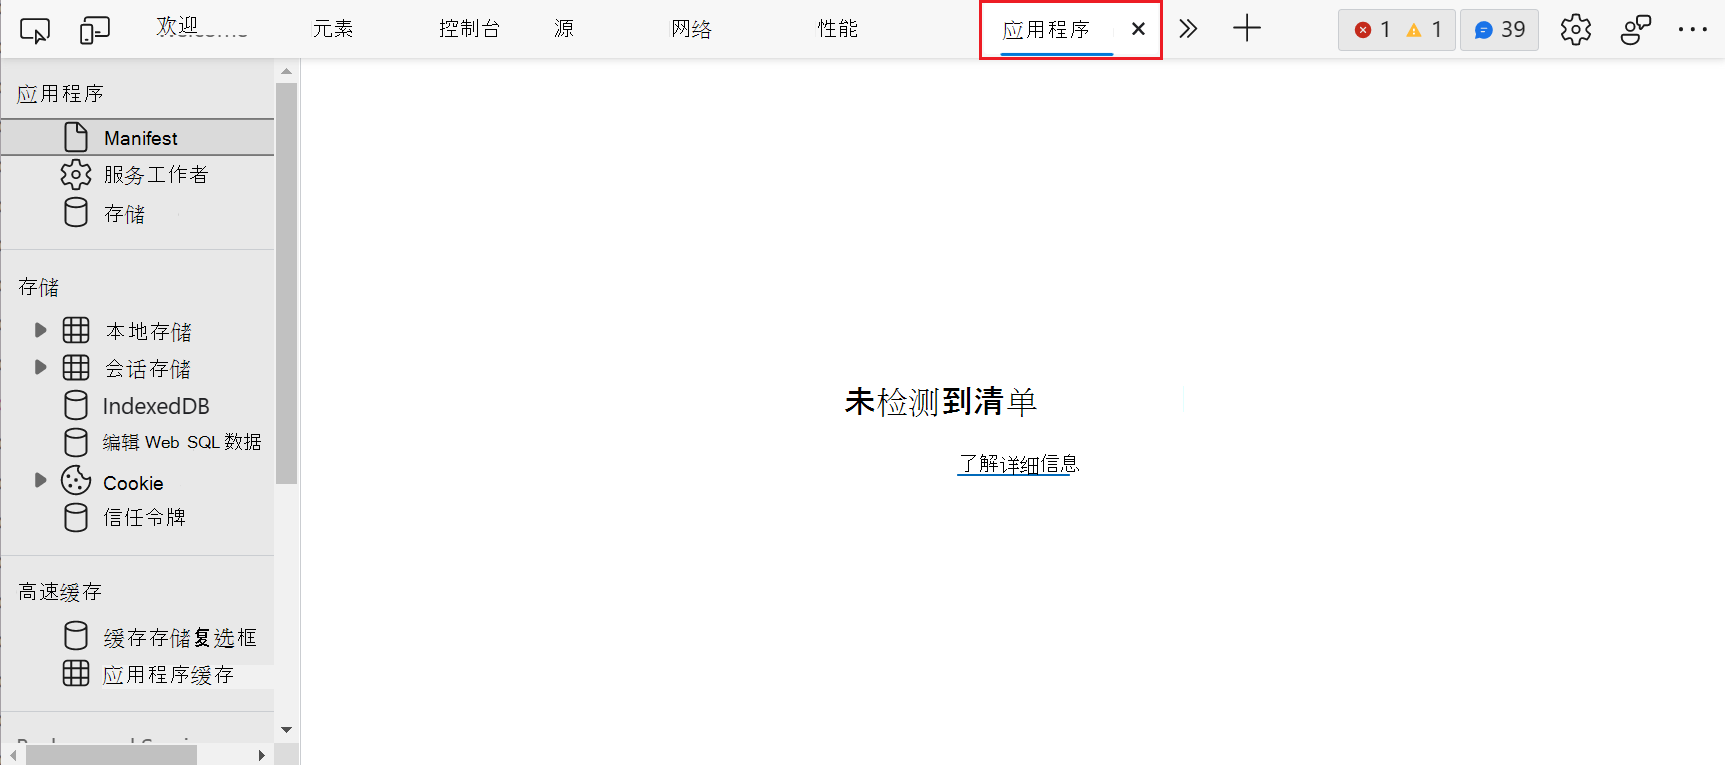 欢迎 元素 控制台 源 网络 性能 应用程序 1 1 39
应用程序
Manifest
服务工作者
存储
存储
本地存储
会话存储
IndexedDB
编辑 Web SQL 数据
Cookie
信任令牌
高速缓存
缓存存储复选框
应用程序缓存
未检测到清单
了解详细信息